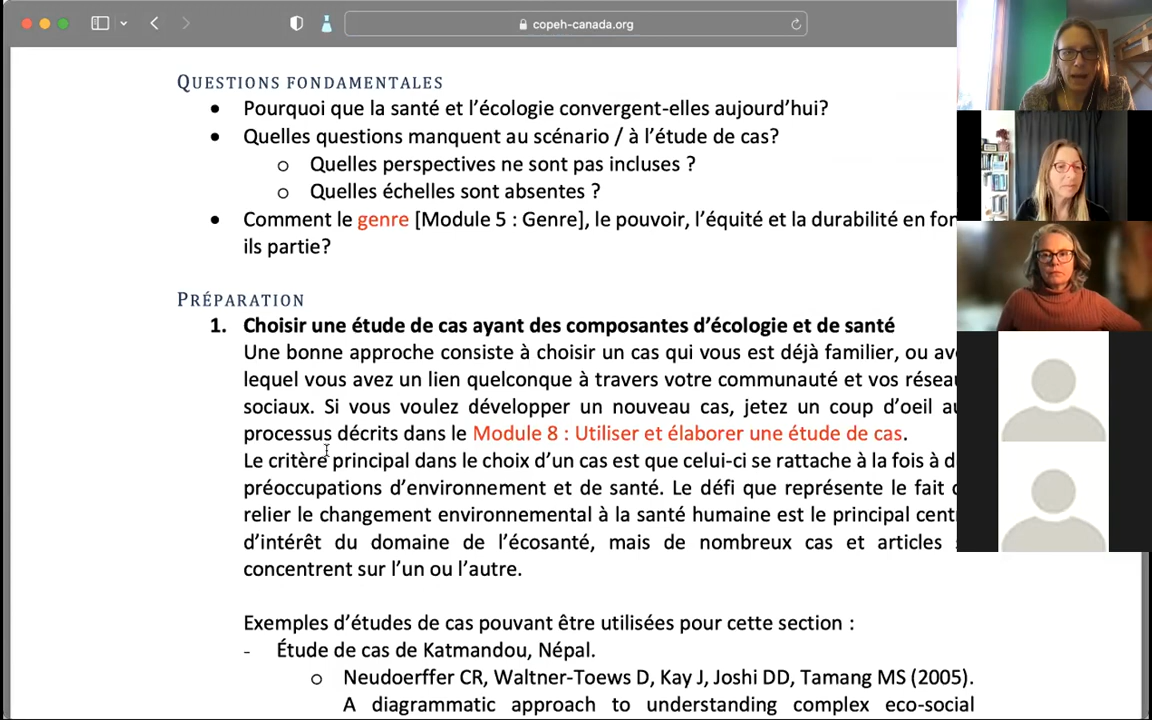 copeh-canada.org
QUESTIONS FONDAMENTALES
• Pourquoi que la santé et l'écologie convergent-elles aujourd'hui?
• Quelles questions manquent au scénario / à l'étude de cas?
o Quelles perspectives ne sont pas incluses ?
o Quelles échelles sont absentes ?
• Comment le genre [Module 5 : Genre], le pouvoir, l'équité et la durabilité en
ils partie?
PRÉPARATION
1. Choisir une étude de cas ayant des composantes d'écologie et de santé
Une bonne approche consiste à choisir un cas qui vous est déjà familier, ou
lequel vous avez un lien quelconque à travers votre communauté et vos
sociaux. Si vous voulez développer un nouveau cas, jetez un coup d'oeil
processus décrits dans le Module 8 : Utiliser et élaborer une étude de cas.
Le critère principal dans le choix d'un cas est que celui-ci se rattache à la fois à
préoccupations d'environnement et de santé. Le défi que représente le fait
relier le changement environnemental à la santé humaine est le principal
d'intérêt du domaine de l'écosanté, mais de nombreux cas et articles
concentrent sur l'un ou l'autre.
Exemples d'études de cas pouvant être utilisées pour cette section :
- Étude de cas de Katmandou, Népal.
o Neudoerffer CR, Waltner-Toews D, Kay J, Joshi DD, Tamang MS (2005).
A diagrammatic approach to understanding complex eco-social